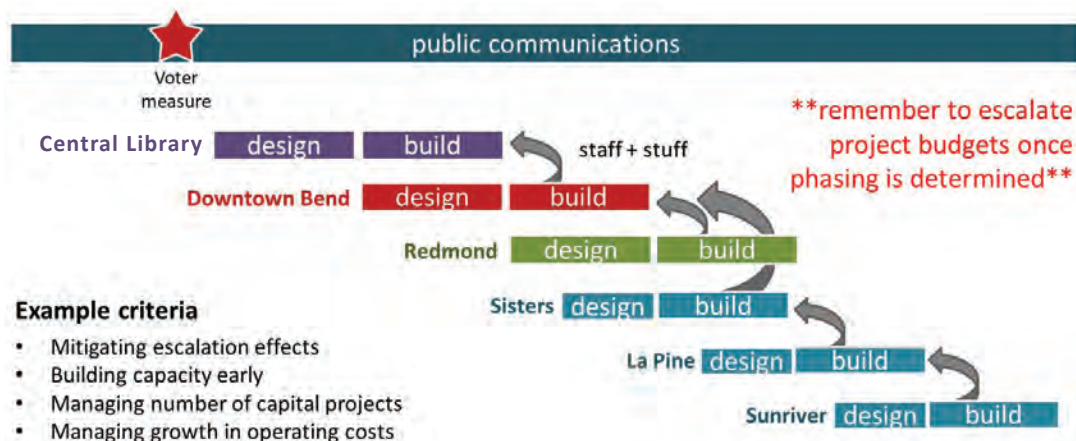 public communications
Voter
measure
Central Library design build
staff + stuff
**remember to escalate
project budgets once
phasing is determined**
Downtown Bend design build
Redmond design build
Sisters design build
La Pine design build
Sunriver design build
Example criteria
• Mitigating escalation effects
• Building capacity early
• Managing number of capital projects
• Managing growth in operating costs